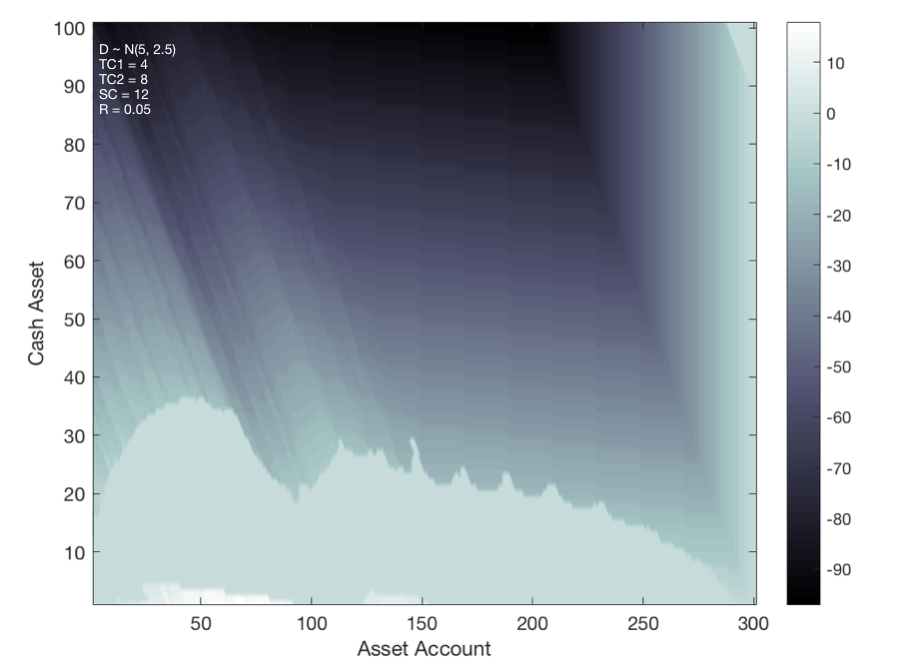 100
90
80
70
60
50
40
30
20
10
D ~ N(5, 2.5)
TC1 = 4
TC2 = 8
SC = 12
R = 0.05
Cash Asset
50 100 150 200 250 300
Asset Account
10
0
-10
-20
-30
-40
-50
-60
-70
-80
-90